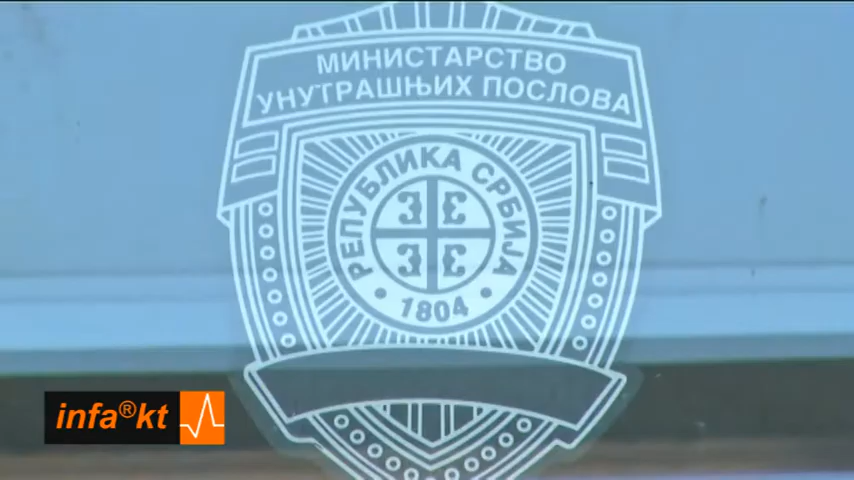 МИНИСТАРСТВО
УНУТРАШЊИХ ПОСЛОВА
РЕПУБЛИКА СРБИЈА
1804
infa®kt